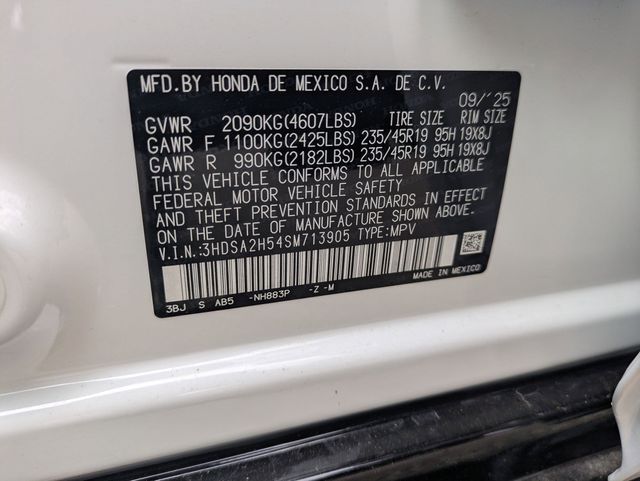 MFD.BY HONDA DE MEXICO S.A. DE C.V.
09/'25
GVWR 2090KG(4607LBS) TIRE SIZE RIM SIZE
GAWR F 1100KG(2425LBS) 235/45R19 95H 19X8J
GAWR R 990KG(2182LBS) 235/45R19 95H 19X8J
THIS VEHICLE CONFORMS TO ALL APPLICABLE
FEDERAL MOTOR VEHICLE SAFETY
AND THEFT PREVENTION STANDARDS IN EFFECT
ON THE DATE OF MANUFACTURE SHOWN ABOVE.
V.I.N.:3HDSA2H54SM713905 TYPE:MPV
MADE IN MEXICO
3BJ S AB5 -NH883P -Z -M